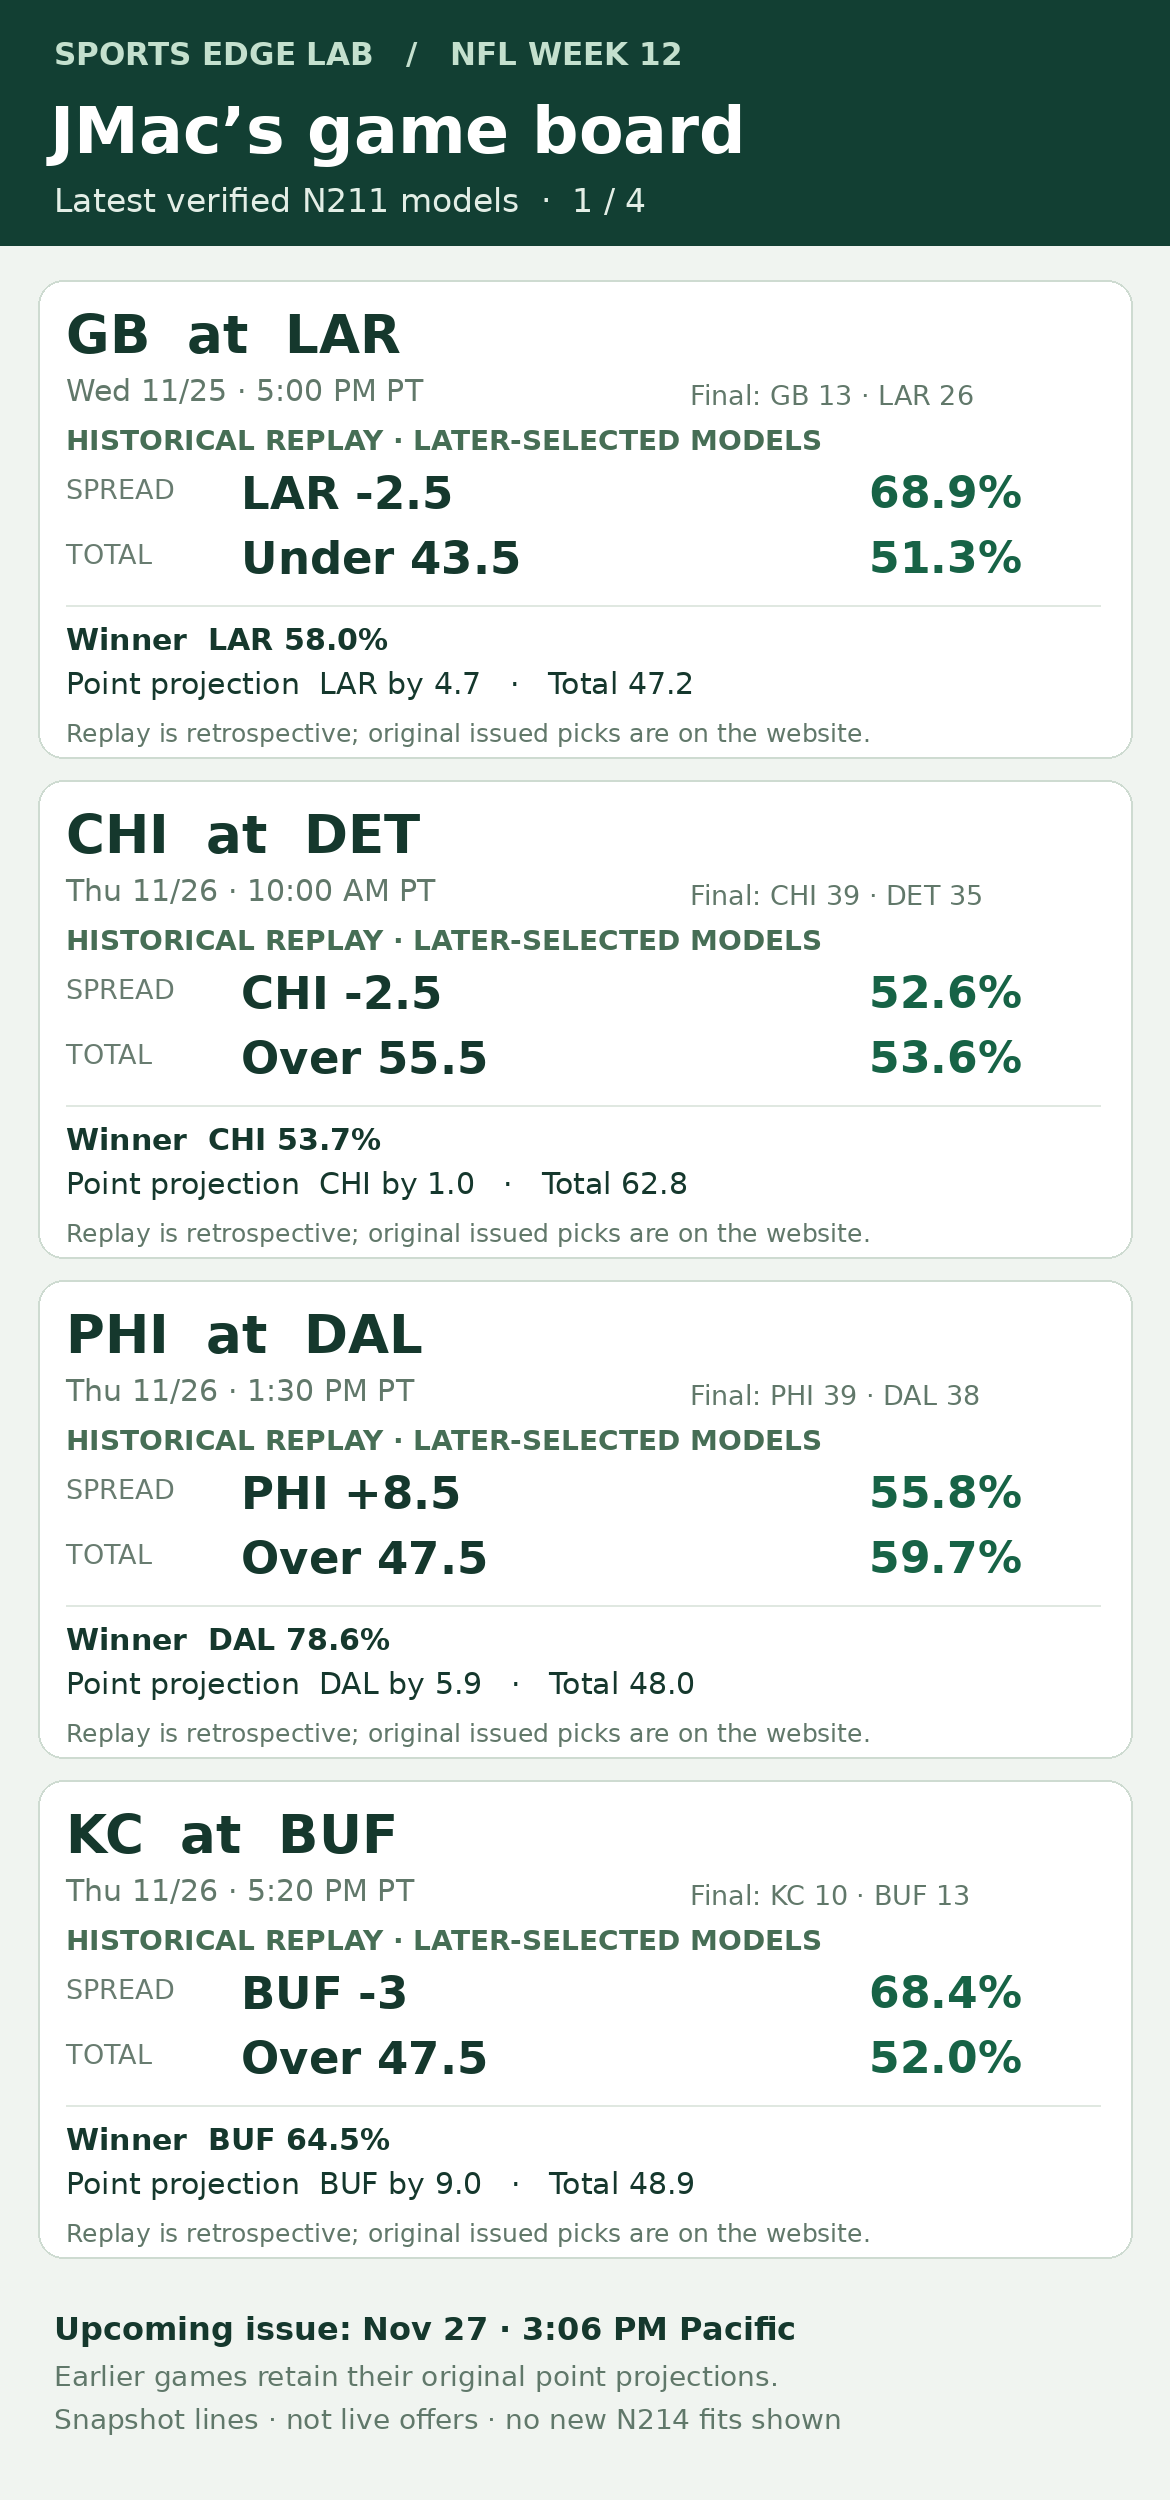 SPORTS EDGE LAB / NFL WEEK 12
JMac’s game board
Latest verified N211 models · 1 / 4
GB at LAR
Wed 11/25 · 5:00 PM PT Final: GB 13 · LAR 26
HISTORICAL REPLAY · LATER-SELECTED MODELS
SPREAD LAR -2.5 68.9%
TOTAL Under 43.5 51.3%
Winner LAR 58.0%
Point projection LAR by 4.7 · Total 47.2
Replay is retrospective; original issued picks are on the website.
CHI at DET
Thu 11/26 · 10:00 AM PT Final: CHI 39 · DET 35
HISTORICAL REPLAY · LATER-SELECTED MODELS
SPREAD CHI -2.5 52.6%
TOTAL Over 55.5 53.6%
Winner CHI 53.7%
Point projection CHI by 1.0 · Total 62.8
Replay is retrospective; original issued picks are on the website.
PHI at DAL
Thu 11/26 · 1:30 PM PT Final: PHI 39 · DAL 38
HISTORICAL REPLAY · LATER-SELECTED MODELS
SPREAD PHI +8.5 55.8%
TOTAL Over 47.5 59.7%
Winner DAL 78.6%
Point projection DAL by 5.9 · Total 48.0
Replay is retrospective; original issued picks are on the website.
KC at BUF
Thu 11/26 · 5:20 PM PT Final: KC 10 · BUF 13
HISTORICAL REPLAY · LATER-SELECTED MODELS
SPREAD BUF -3 68.4%
TOTAL Over 47.5 52.0%
Winner BUF 64.5%
Point projection BUF by 9.0 · Total 48.9
Replay is retrospective; original issued picks are on the website.
Upcoming issue: Nov 27 · 3:06 PM Pacific
Earlier games retain their original point projections.
Snapshot lines · not live offers · no new N214 fits shown